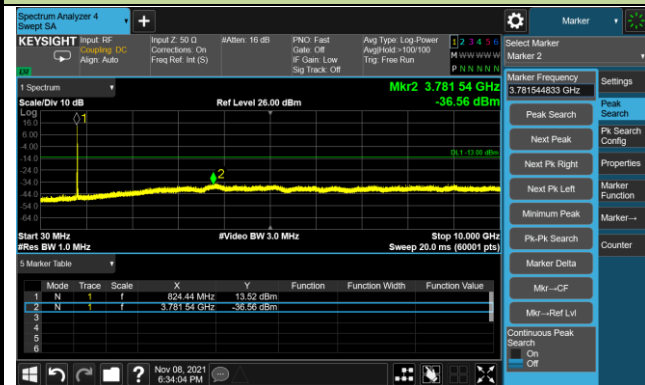 Spectrum Analyzer 4
Swept SA
Marker
KEYSIGHT
Input: RF
Coupling: DC
Align: Auto
Input Z: 50 Ω
Corrections: On
Freq Ref: Int (S)
#Atten: 16 dB
PNO: Fast
Gate: Off
IF Gain: Low
Sig Track: Off
Avg Type: Log-Power
Avg|Hold:>100/100
Trig: Free Run
1 2 3 4 5 6
M W W W W W
P N N N N N
Select Marker
Marker 2
1 Spectrum
Mkr2 3.781 54 GHz
Scale/Div 10 dB
Ref Level 26.00 dBm
-36.56 dBm
Log
16.0
6.00
-4.00
-14.0
-24.0
-34.0
-44.0
-54.0
-64.0
1
DL1 -13.00 dBm
2
Start 30 MHz
#Video BW 3.0 MHz
Stop 10.000 GHz
#Res BW 1.0 MHz
Sweep 20.0 ms (60001 pts)
5 Marker Table
Mode Trace Scale X Y Function Function Width Function Value
1 N 1 f 824.44 MHz 13.52 dBm
2 N 1 f 3.781 54 GHz -36.56 dBm
3
4
5
6
Marker Frequency
3.781544833 GHz
Peak Search
Next Peak
Next Pk Right
Next Pk Left
Minimum Peak
Pk-Pk Search
Marker Delta
Mkr→CF
Mkr→Ref Lvl
Continuous Peak
Search
On
Off
Settings
Peak
Search
Pk Search
Config
Properties
Marker
Function
Marker→
Counter
Nov 08, 2021
6:34:04 PM